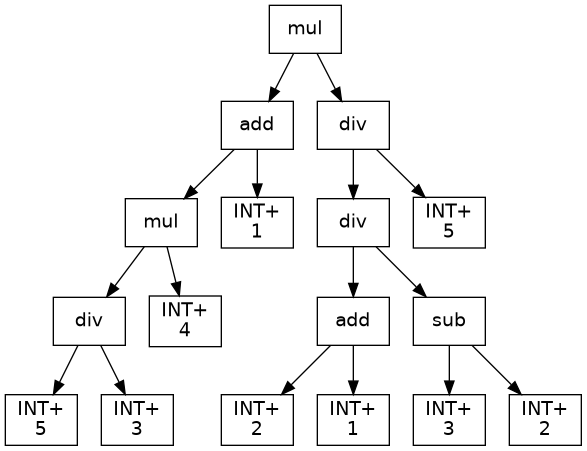 mul
add
div
mul
INT+
1
div
INT+
5
div
INT+
4
add
sub
INT+
5
INT+
3
INT+
2
INT+
1
INT+
3
INT+
2